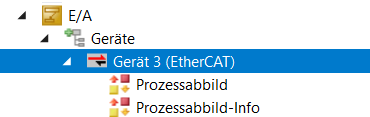 E/A
Geräte
Gerät 3 (EtherCAT)
Prozessabbild
Prozessabbild-Info